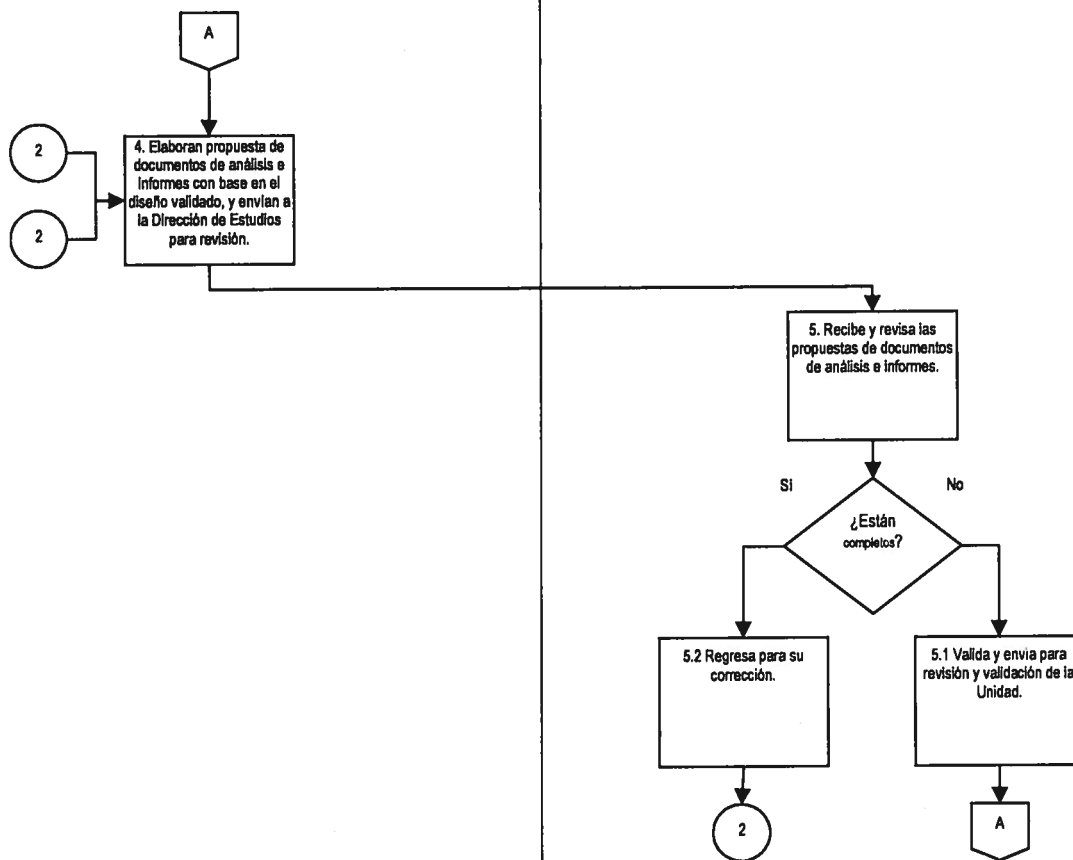 A
2
2
4. Elaboran propuesta de
documentos de análisis e
informes con base en el
diseño validado, y envian a
la Dirección de Estudios
para revisión.
5. Recibe y revisa las
propuestas de documentos
de análisis e informes.
Si
No
¿Están
completos?
5.2 Regresa para su
corrección.
5.1 Valida y envia para
revisión y validación de la
Unidad.
2
A